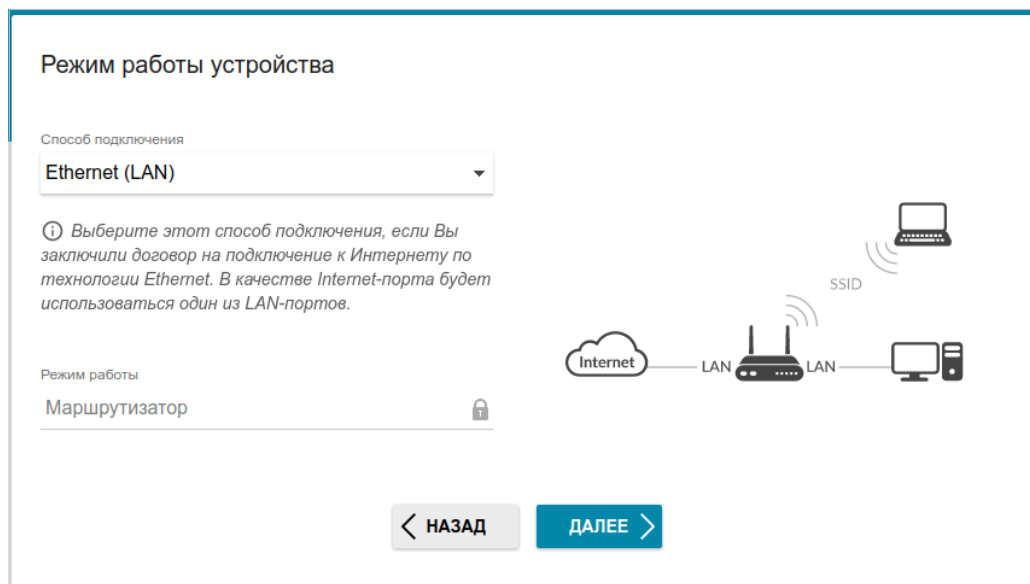 Режим работы устройства
Способ подключения
Ethernet (LAN)
Выберите этот способ подключения, если Вы
заключили договор на подключение к Интернету по
технологии Ethernet. В качестве Internet-порта будет
использоваться один из LAN-портов.
Режим работы
Маршрутизатор
SSID
Internet
LAN
LAN
НАЗАД
ДАЛЕЕ